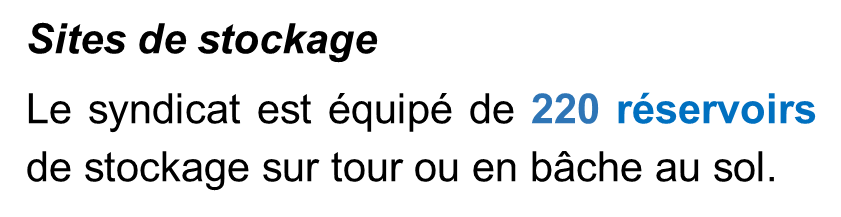 Sites de stockage
Le syndicat est équipé de 220 réservoirs
de stockage sur tour ou en bâche au sol.